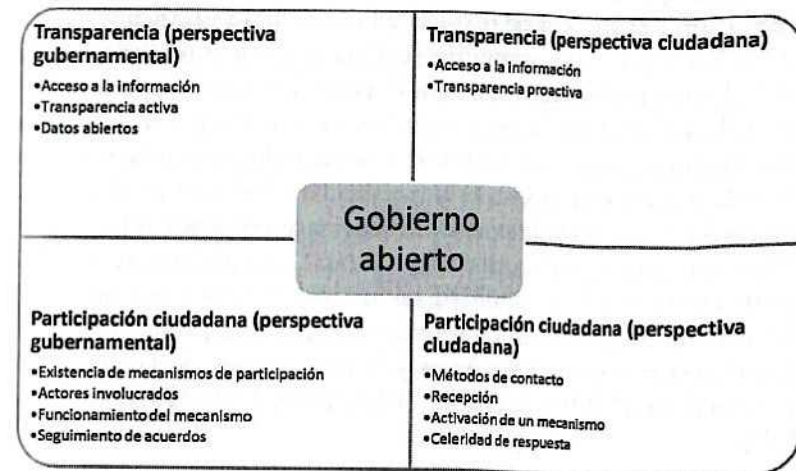 Transparencia (perspectiva
gubernamental)
•Acceso a la información
•Transparencia activa
•Datos abiertos
Transparencia (perspectiva ciudadana)
•Acceso a la información
•Transparencia proactiva
Gobierno
abierto
Participación ciudadana (perspectiva
gubernamental)
•Existencia de mecanismos de participación
•Actores involucrados
•Funcionamiento del mecanismo
•Seguimiento de acuerdos
Participación ciudadana (perspectiva
ciudadana)
•Métodos de contacto
•Recepción
•Activación de un mecanismo
•Celeridad de respuesta